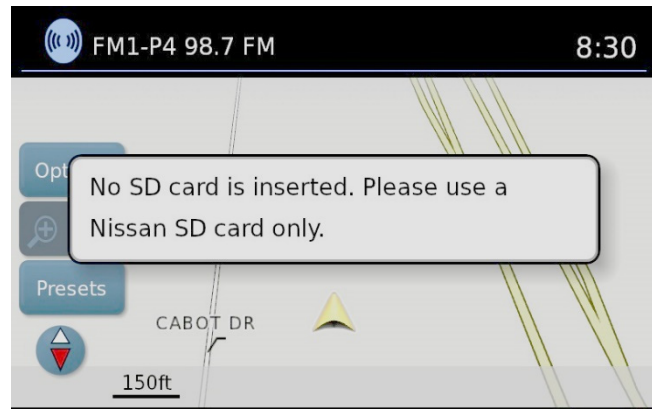 FM1-P4 98.7 FM
8:30
Opt
No SD card is inserted. Please use a
Nissan SD card only.
Presets
CABOT DR
150ft